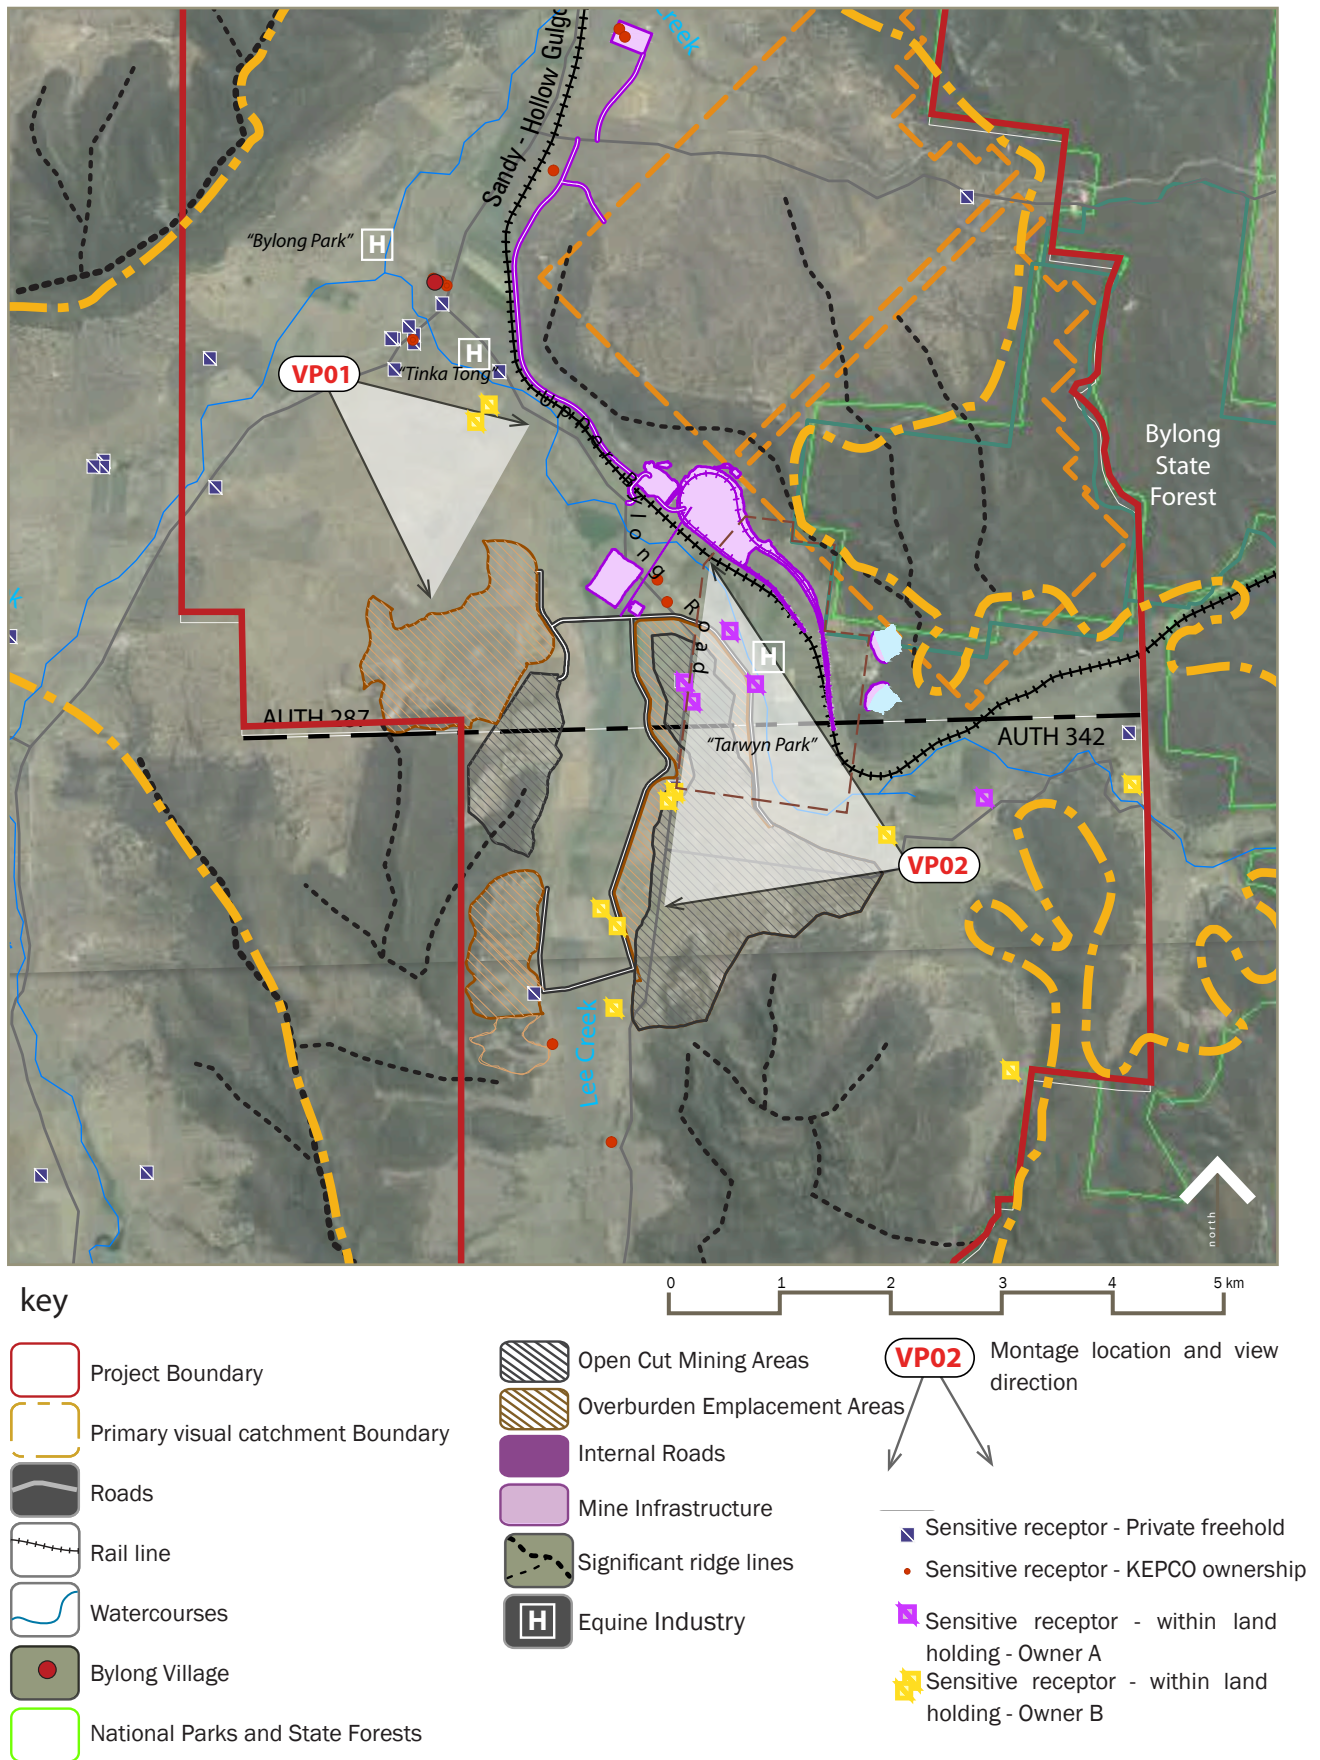 Creek
Sandy - Hollow Gulgo
"Bylong Park"
H
H
"Tinka Tong"
VP01
Upper Bylong Road
Bylong
State
Forest
H
AUTH 287
AUTH 342
"Tarwyn Park"
VP02
Lee Creek
north
key
0 1 2 3 4 5 km
Project Boundary
Primary visual catchment Boundary
Roads
Rail line
Watercourses
Bylong Village
National Parks and State Forests
Open Cut Mining Areas
Overburden Emplacement Areas
Internal Roads
Mine Infrastructure
Significant ridge lines
H Equine Industry
VP02 Montage location and view
direction
Sensitive receptor - Private freehold
Sensitive receptor - KEPCO ownership
Sensitive receptor - within land
holding - Owner A
Sensitive receptor - within land
holding - Owner B